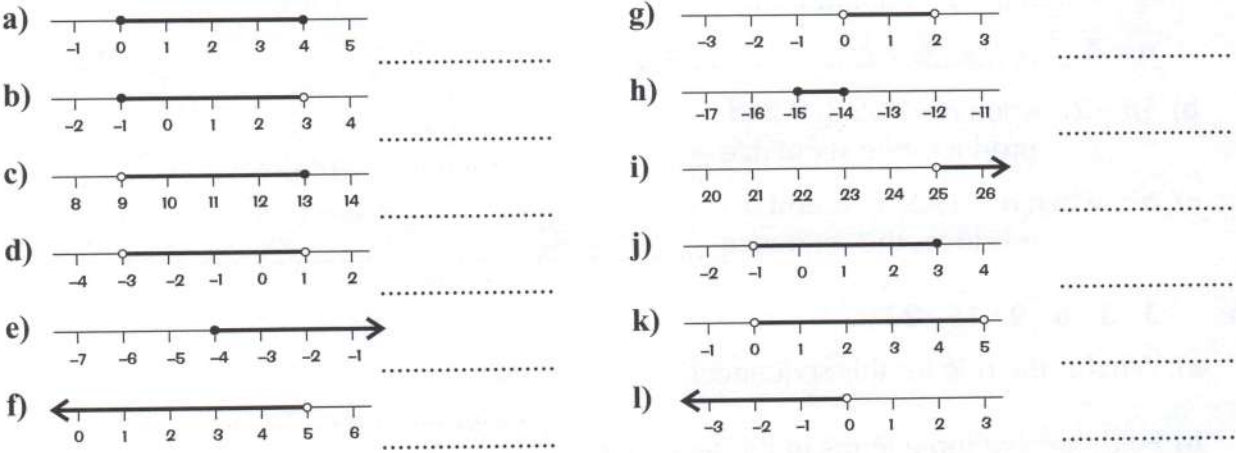 a)
-1 0 1 2 3 4 5
b)
-2 -1 0 1 2 3 4
c)
8 9 10 11 12 13 14
d)
-4 -3 -2 -1 0 1 2
e)
-7 -6 -5 -4 -3 -2 -1
f)
0 1 2 3 4 5 6
g)
-3 -2 -1 0 1 2 3
h)
-17 -16 -15 -14 -13 -12 -11
i)
20 21 22 23 24 25 26
j)
-2 -1 0 1 2 3 4
k)
-1 0 1 2 3 4 5
l)
-3 -2 -1 0 1 2 3